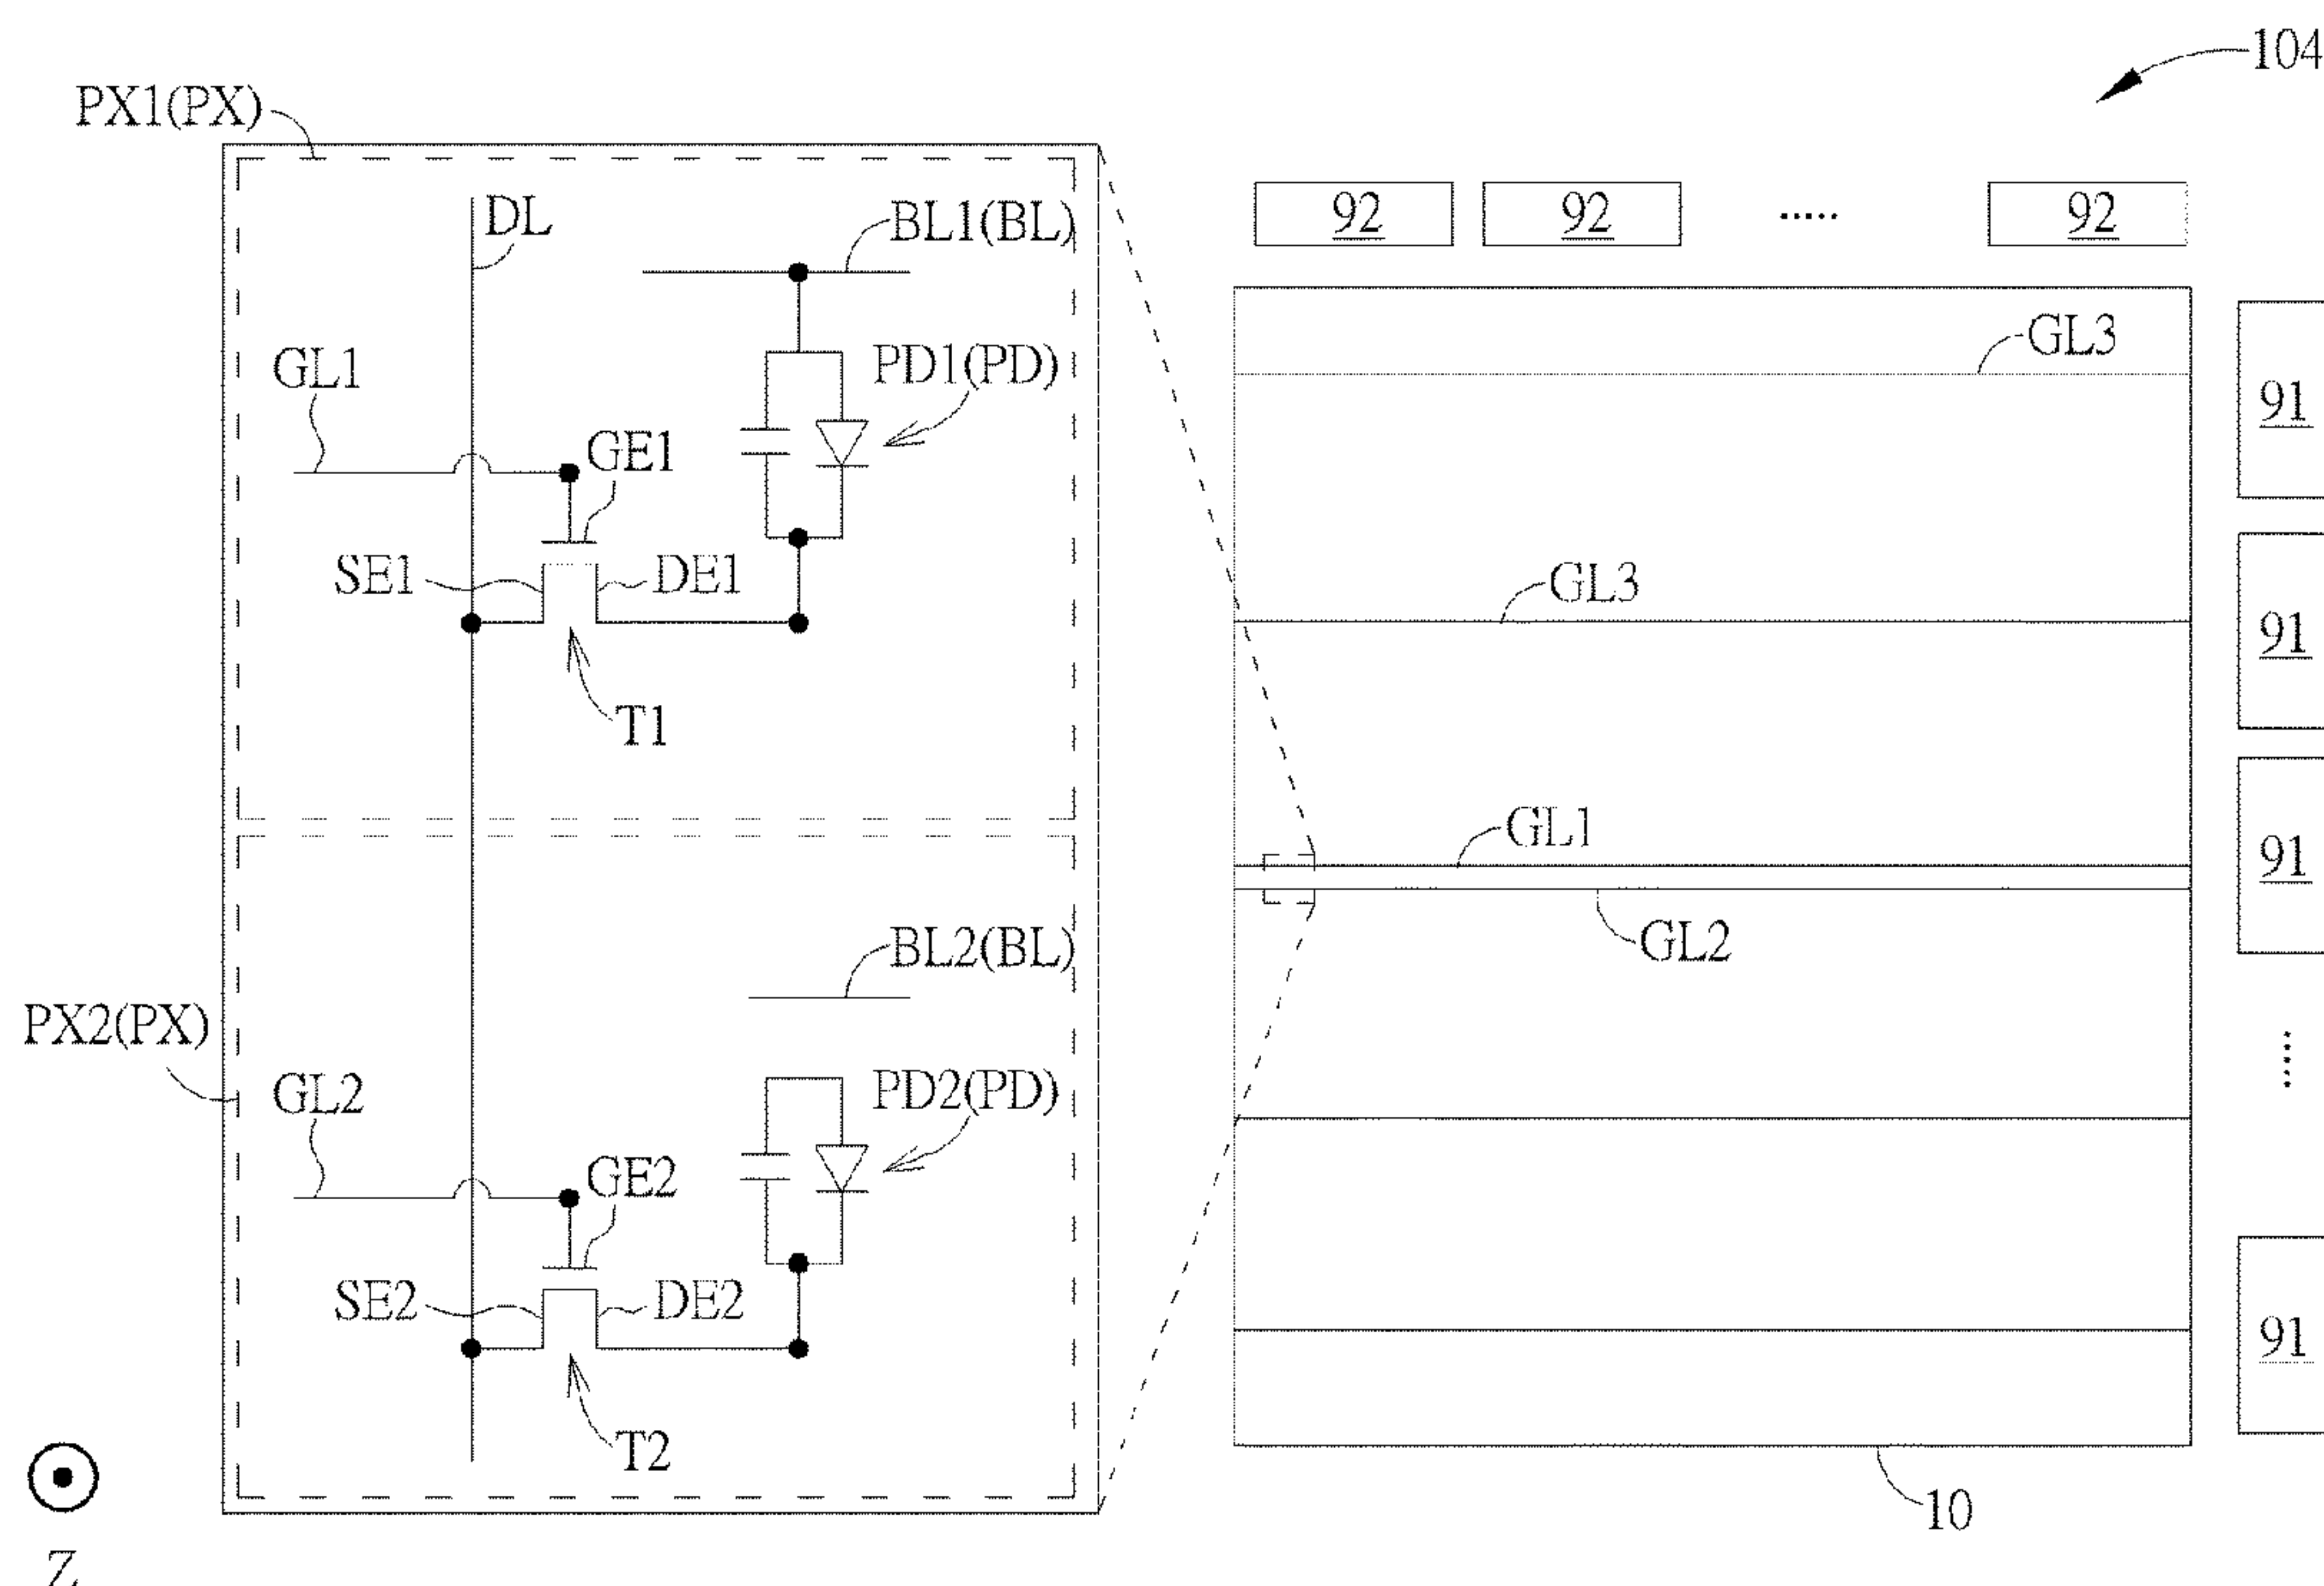 104
PX1(PX)
DL
BL1(BL)
92
92
.....
92
GL1
PD1(PD)
GL3
91
GE1
SE1
DE1
GL3
91
T1
GL1
91
BL2(BL)
GL2
PX2(PX)
GL2
PD2(PD)
.....
GE2
SE2
DE2
91
T2
10
Z